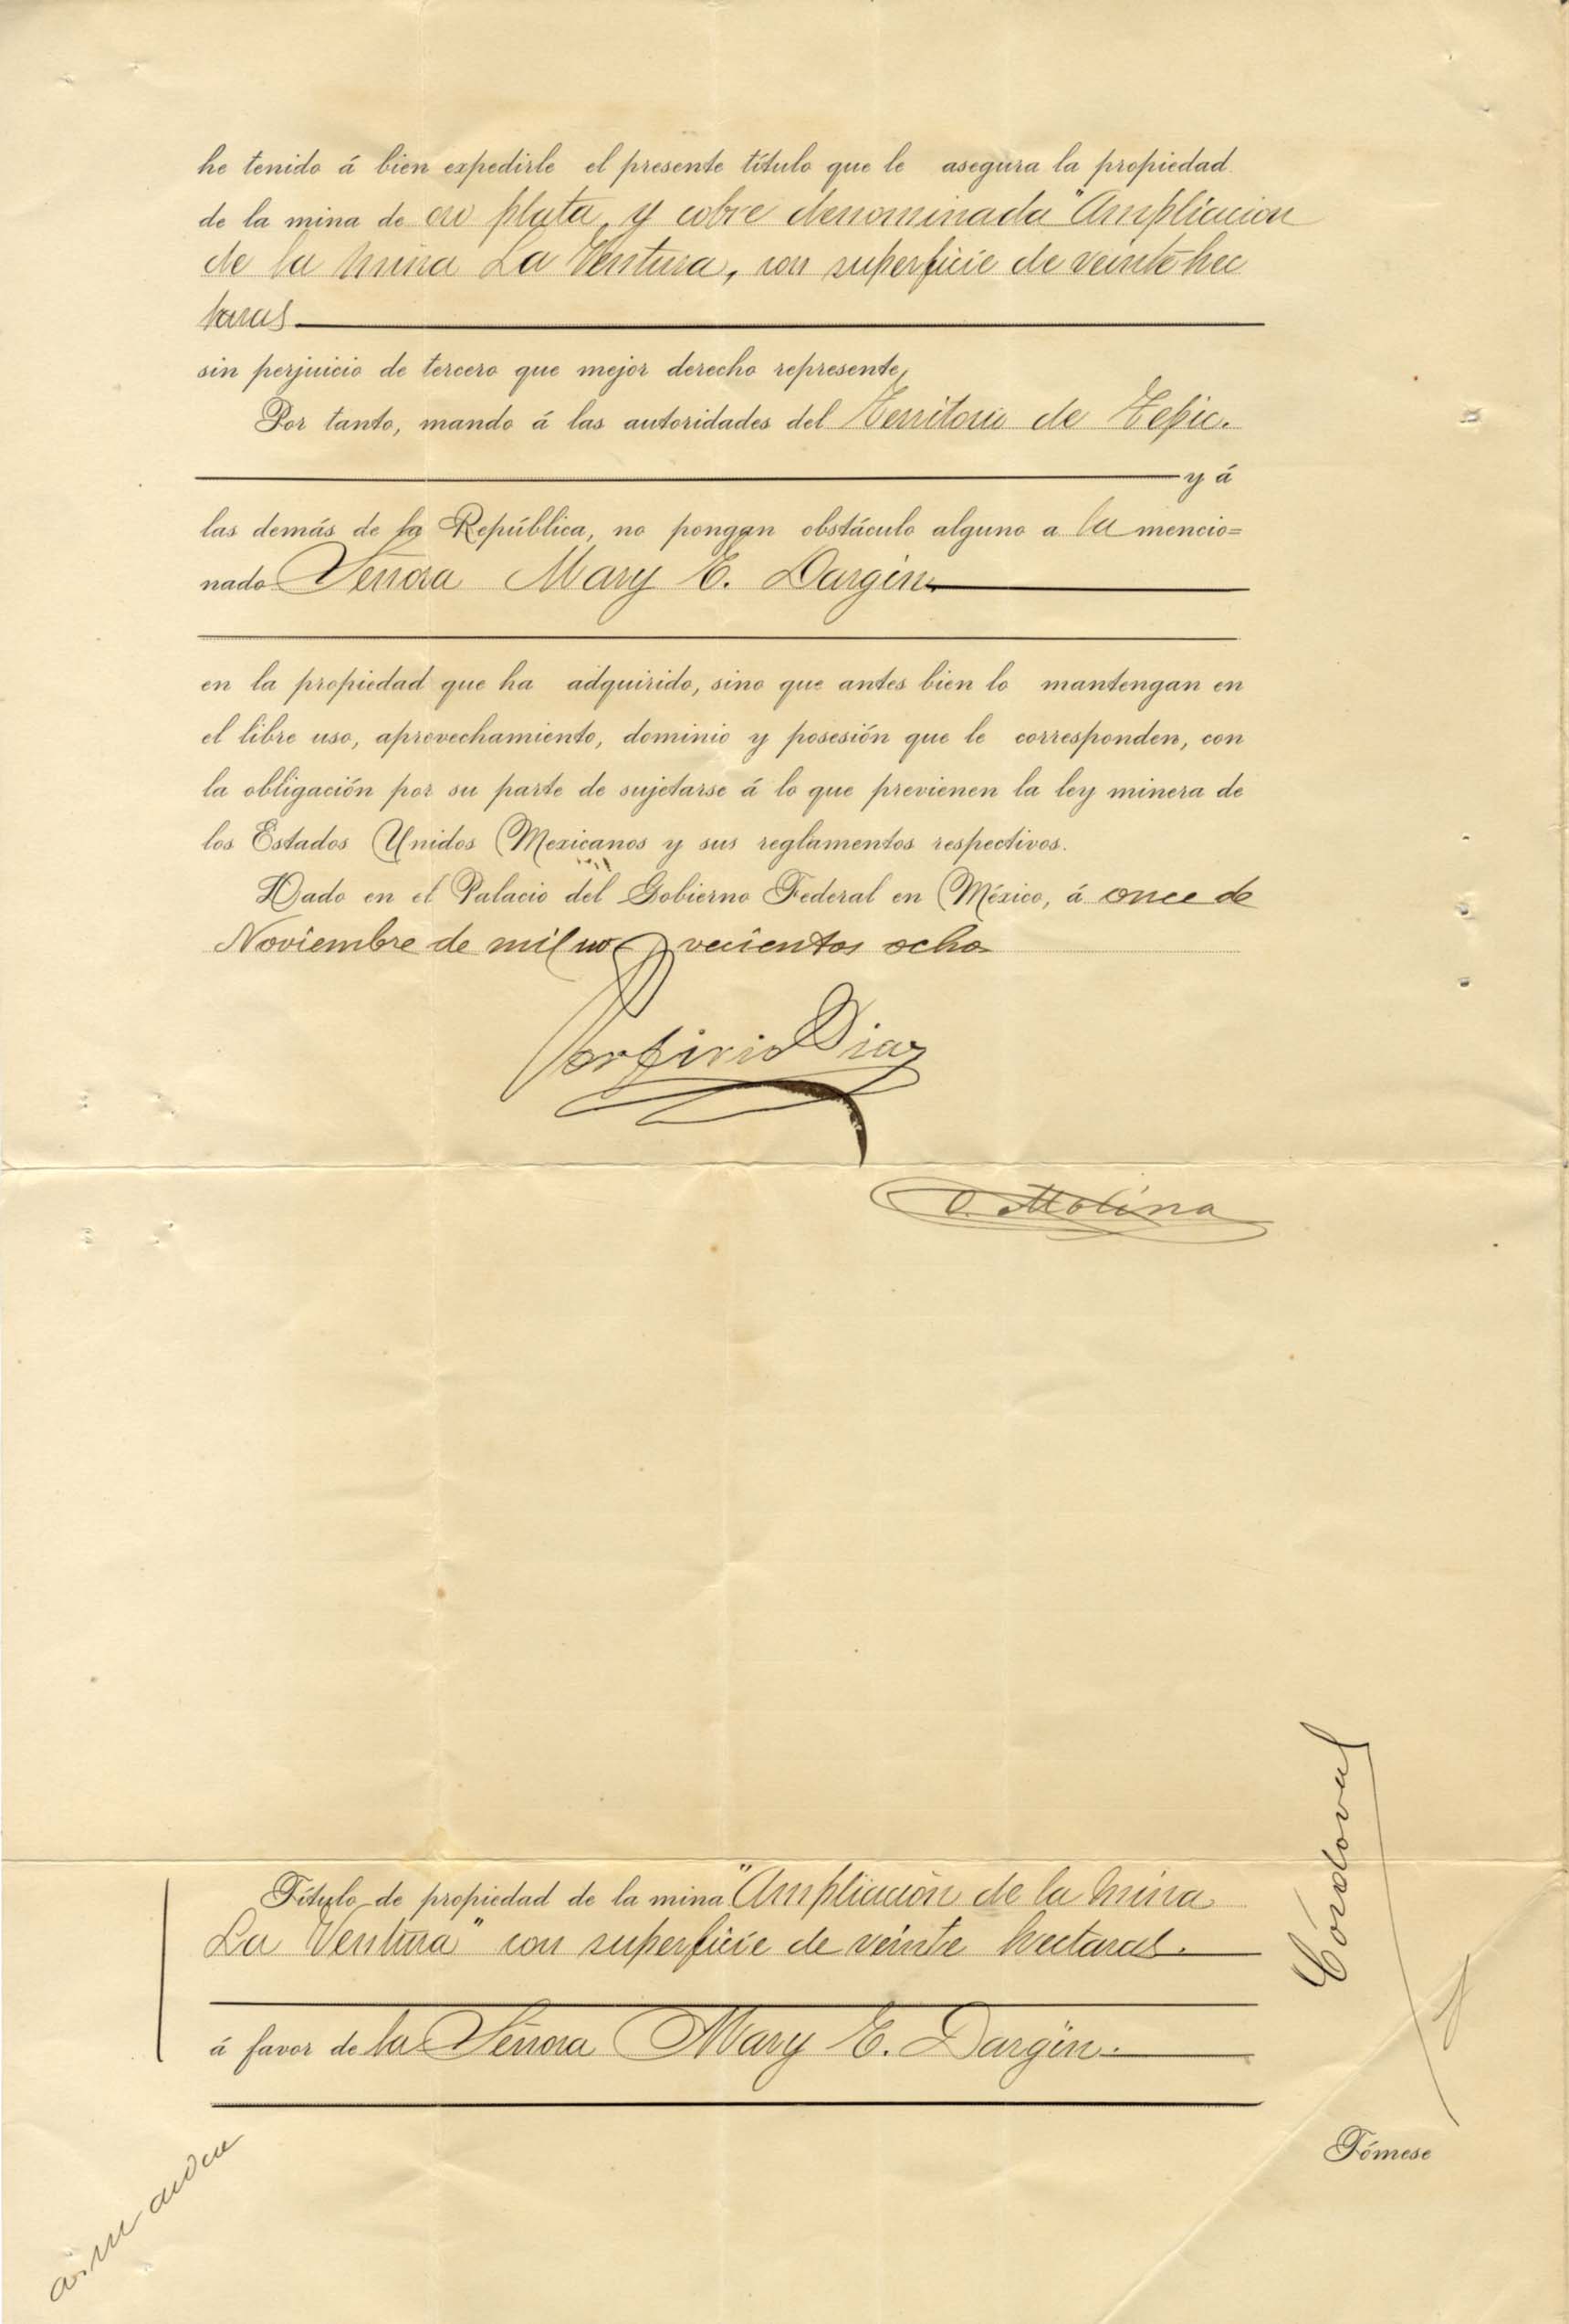 he tenido á bien expedirle el presente título que le asegura la propiedad
de la mina de oro plata, y cobre denominada "Ampliacion
de la mina La Ventura, con superficie de veinte hec
taras
sin perjuicio de tercero que mejor derecho represente,
Por tanto, mando á las autoridades del Territorio de Tepic.
y á
las demás de la República, no pongan obstáculo alguno a la mencio=
nado Señora Mary E. Dargin.
en la propiedad que ha adquirido, sino que antes bien lo mantengan en
el libre uso, aprovechamiento, dominio y posesión que le corresponden, con
la obligación por su parte de sujetarse á lo que previenen la ley minera de
los Estados Unidos Mexicanos y sus reglamentos respectivos.
Dado en el Palacio del Gobierno Federal en México, á once de
Noviembre de mil novecientos ocho
Porfirio Diaz
O. Molina
Título de propiedad de la mina "Ampliación de la mina
La Ventura" con superficie de veinte hectaras.
á favor de la Señora Mary E. Dargin.
Córdova
Tómese